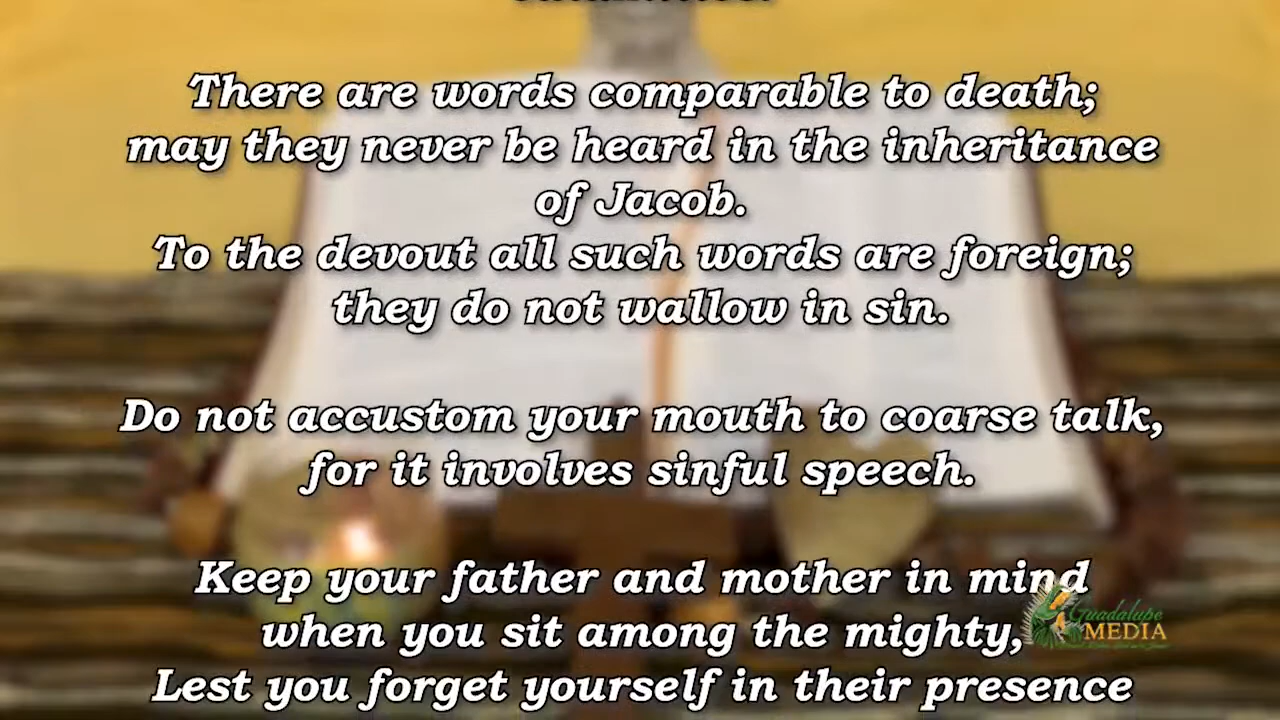 There are words comparable to death;
may they never be heard in the inheritance
of Jacob.
To the devout all such words are foreign;
they do not wallow in sin.
Do not accustom your mouth to coarse talk,
for it involves sinful speech.
Keep your father and mother in mind
when you sit among the mighty,
Guadalupe
MEDIA
Lest you forget yourself in their presence